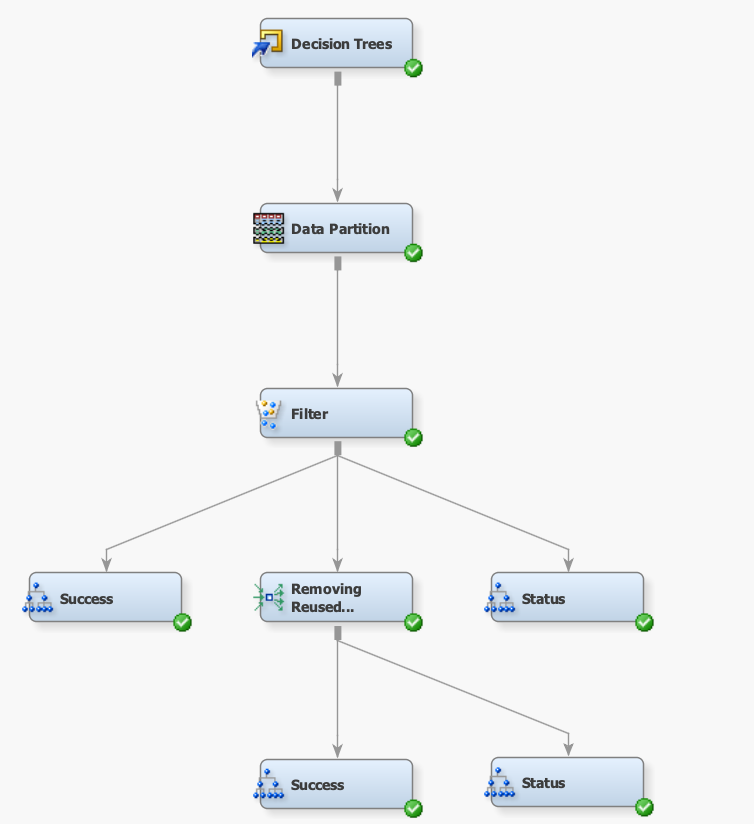 Decision Trees
Data Partition
Filter
Success
Removing
Reused...
Status
Success
Status